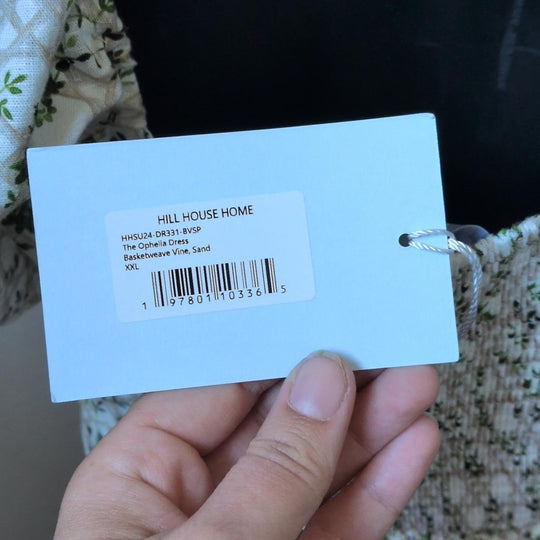 HILL HOUSE HOME
HHSU24-DR331-BVSP
The Ophelia Dress
Basketweave Vine, Sand
XXL
1 97801 10336 5